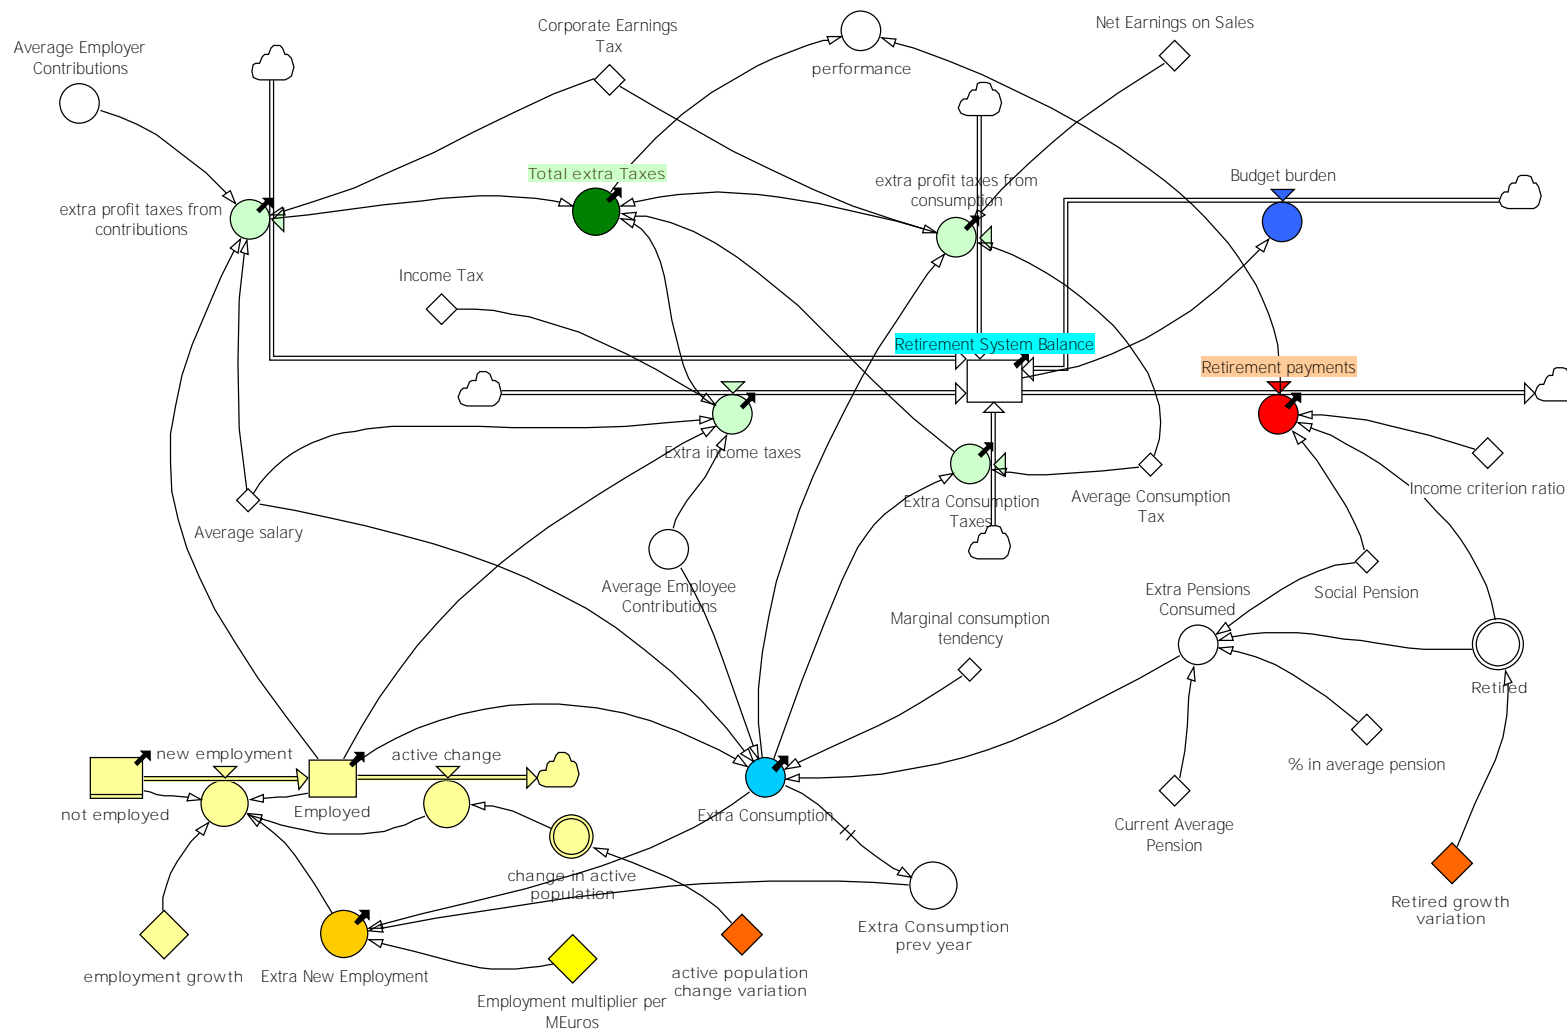 Corporate Earnings
Tax
Net Earnings on Sales
Average Employer
Contributions
performance
Total extra Taxes
extra profit taxes from
consumption
Budget burden
extra profit taxes from
contributions
Income Tax
Retirement System Balance
Retirement payments
Extra income taxes
Extra Consumption
Taxes
Average Consumption
Tax
Income criterion ratio
Average salary
Average Employee
Contributions
Marginal consumption
tendency
Extra Pensions
Consumed
Social Pension
Retired
new employment
active change
% in average pension
not employed
Employed
Extra Consumption
Current Average
Pension
change in active
population
Extra Consumption
prev year
Retired growth
variation
employment growth
Extra New Employment
Employment multiplier per
MEuros
active population
change variation